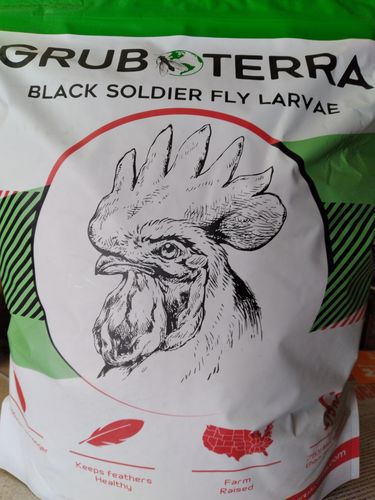 GRUB TERRA
BLACK SOLDIER FLY LARVAE
Keeps feathers
Healthy
Farm
Raised